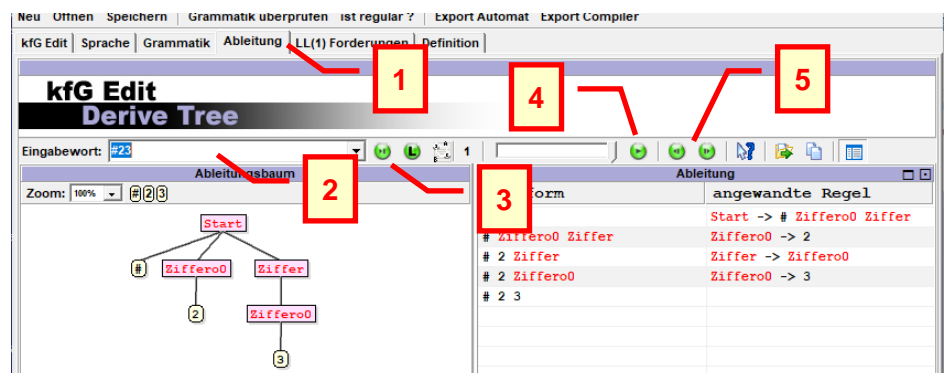 Neu Öffnen Speichern Grammatik überprüfen ist regulär ? Export Automat Export Compiler
kfG Edit Sprache Grammatik Ableitung LL(1) Forderungen Definition
1
4
5
kfG Edit
Derive Tree
Eingabewort: #23
1
2
3
Ableitungsbaum
Ableitung
Zoom: 100% # 2 3
form angewandte Regel
Start -> # Ziffero0 Ziffer
# Ziffero0 Ziffer Ziffero0 -> 2
# 2 Ziffer Ziffer -> Ziffero0
# 2 Ziffero0 Ziffero0 -> 3
# 2 3
Start
# Ziffero0 Ziffer
2 Ziffero0
3